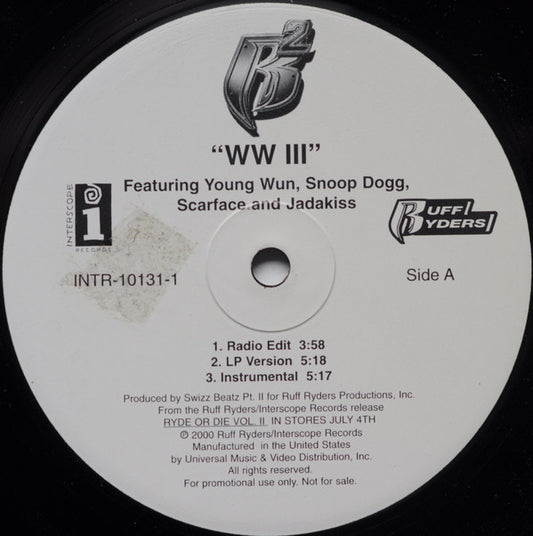 R 2
"WW III"
Featuring Young Wun, Snoop Dogg,
Scarface and Jadakiss
INTERSCOPE
i
RECORDS
RUFF
RYDERS
INTR-10131-1
Side A
1. Radio Edit 3:58
2. LP Version 5:18
3. Instrumental 5:17
Produced by Swizz Beatz Pt. II for Ruff Ryders Productions, Inc.
From the Ruff Ryders/Interscope Records release
RYDE OR DIE VOL. II IN STORES JULY 4TH
℗ 2000 Ruff Ryders/Interscope Records
Manufactured in the United States
by Universal Music & Video Distribution, Inc.
All rights reserved.
For promotional use only. Not for sale.